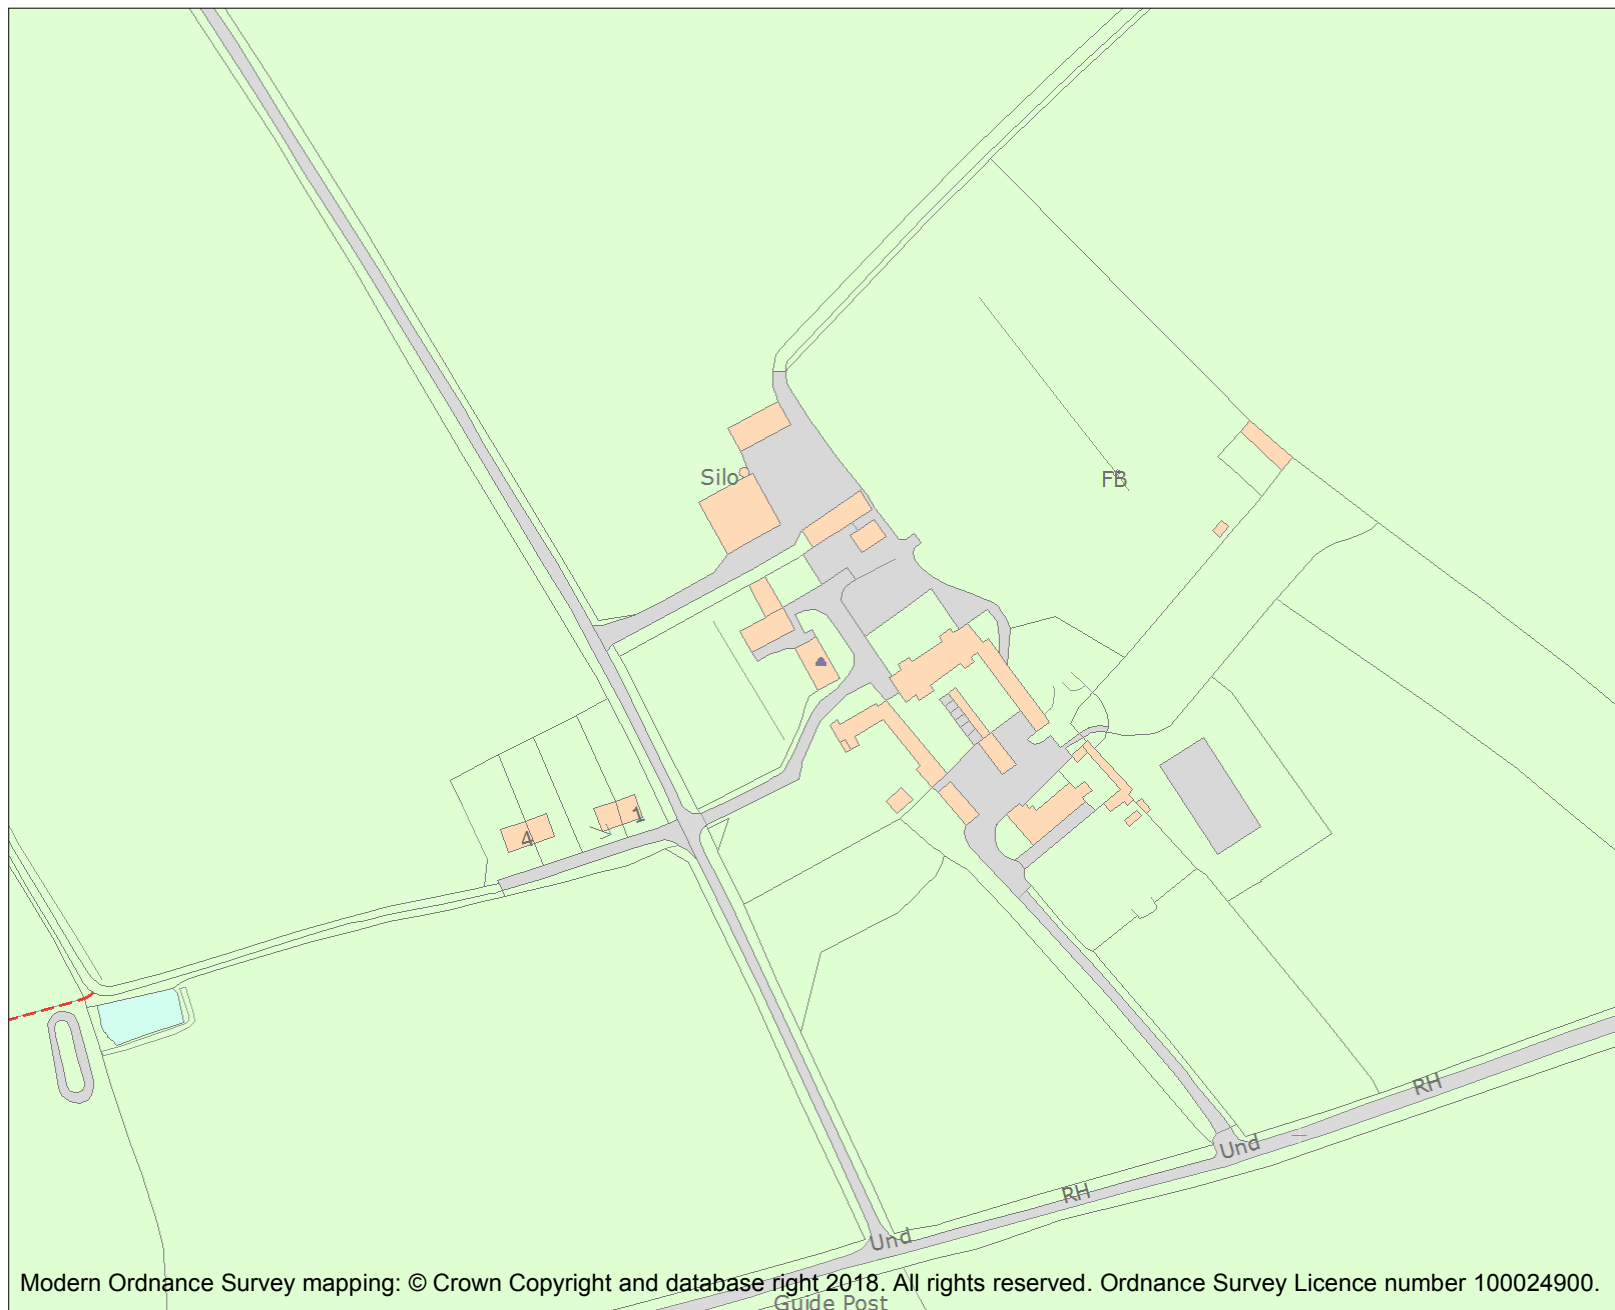 Silo
FB
1
4
RH
Und
RH
Und
Modern Ordnance Survey mapping: © Crown Copyright and database right 2018. All rights reserved. Ordnance Survey Licence number 100024900.
Guide Post